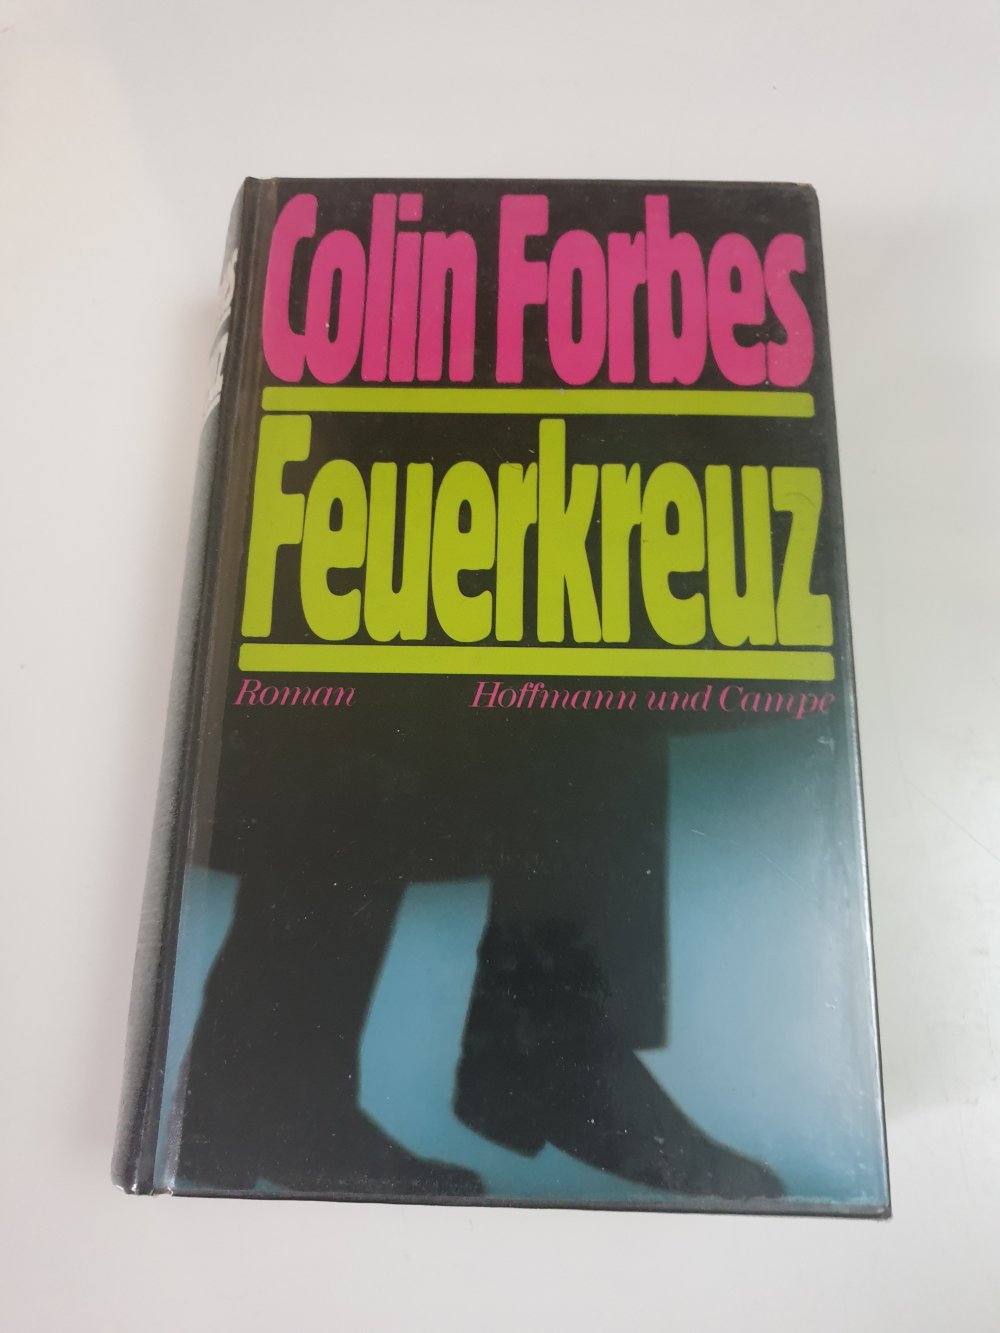 Colin Forbes
Feuerkreuz
Roman Hoffmann und Campe